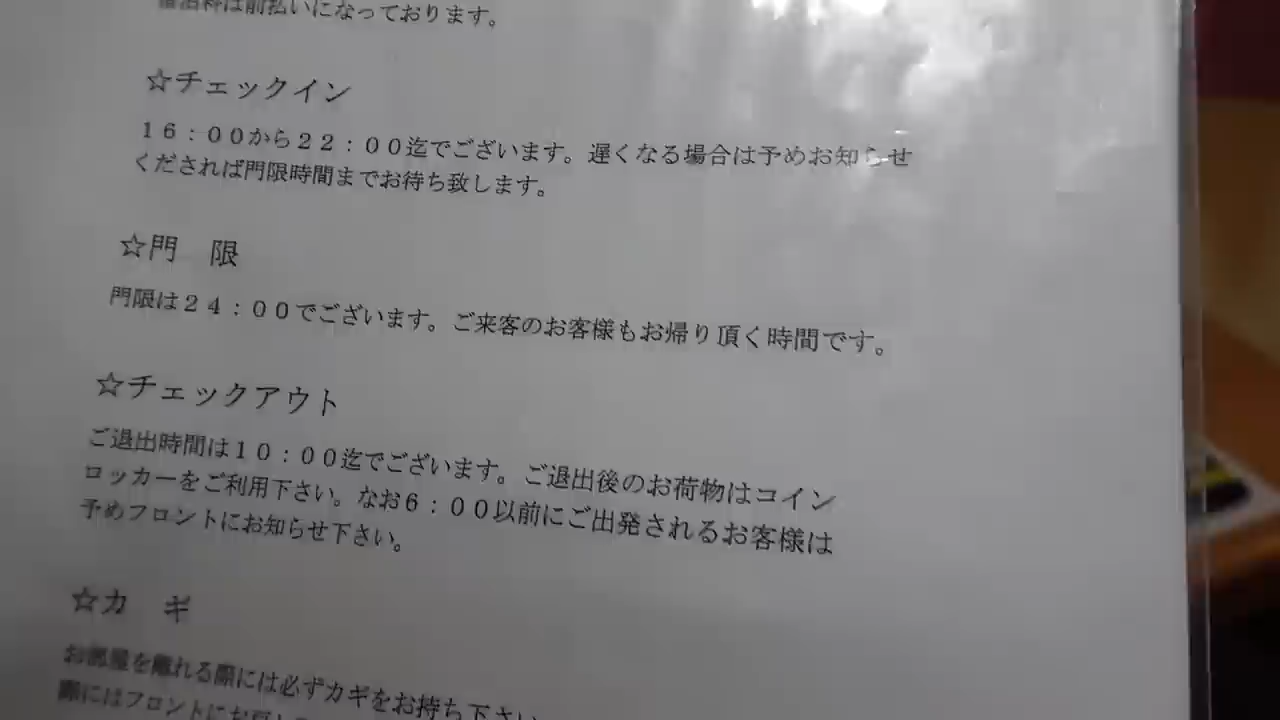 宿泊料は前払いになっております。
☆チェックイン
１６：００から２２：００迄でございます。遅くなる場合は予めお知らせ
くだされば門限時間までお待ち致します。
☆門　限
門限は２４：００でございます。ご来客のお客様もお帰り頂く時間です。
☆チェックアウト
ご退出時間は１０：００迄でございます。ご退出後のお荷物はコイン
ロッカーをご利用下さい。なお６：００以前にご出発されるお客様は
予めフロントにお知らせ下さい。
☆カ　ギ
お部屋を離れる際には必ずカギをお持ち下さい
際にはフロントにお